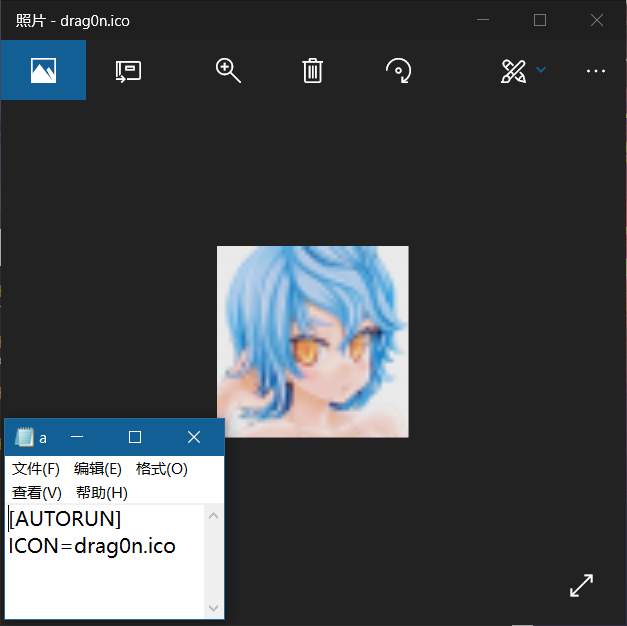 照片 - drag0n.ico
a
文件(F) 编辑(E) 格式(O)
查看(V) 帮助(H)
[AUTORUN]
ICON=drag0n.ico